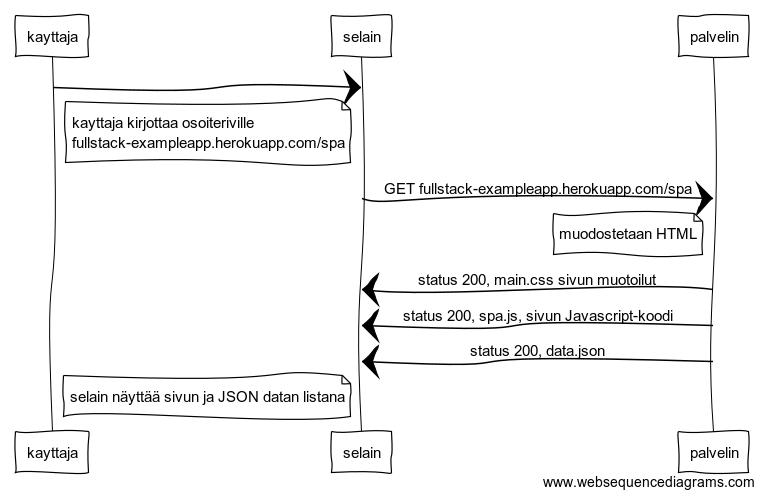 kayttaja
selain
palvelin
kayttaja kirjottaa osoiteriville
fullstack-exampleapp.herokuapp.com/spa
GET fullstack-exampleapp.herokuapp.com/spa
muodostetaan HTML
status 200, main.css sivun muotoilut
status 200, spa.js, sivun Javascript-koodi
status 200, data.json
selain näyttää sivun ja JSON datan listana
kayttaja
selain
palvelin
www.websequencediagrams.com